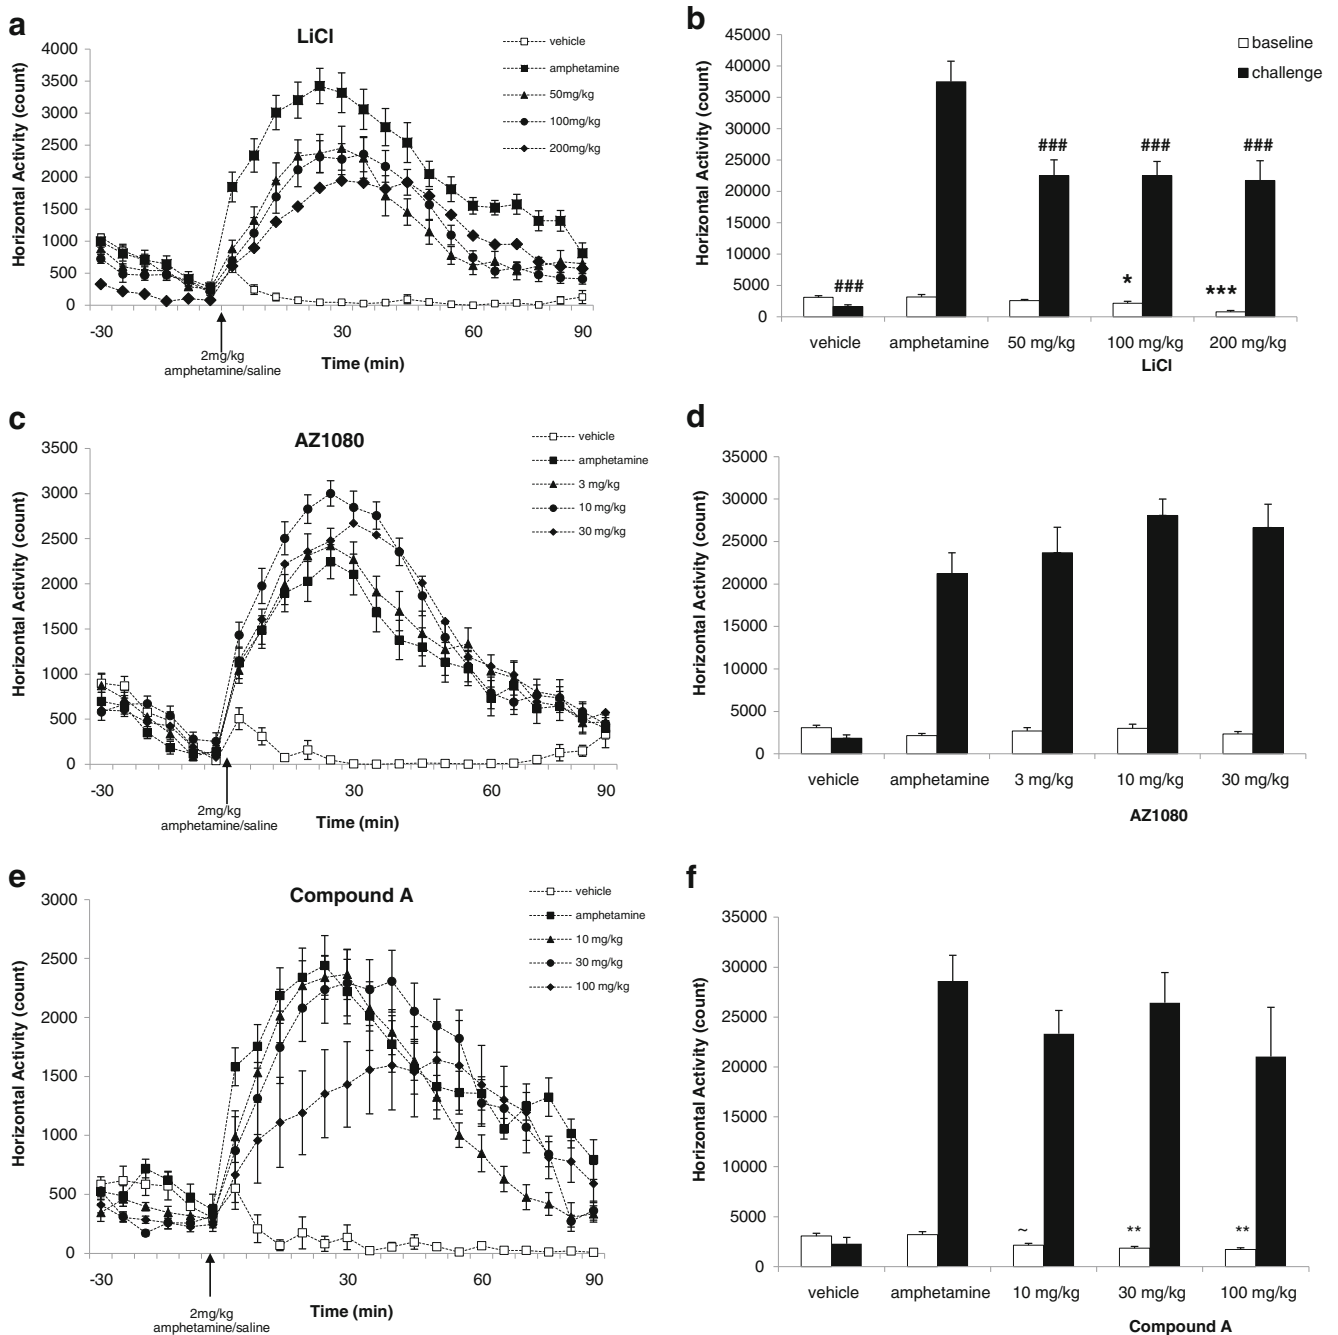 a
LiCl
Horizontal Activity (count)
4000
3500
3000
2500
2000
1500
1000
500
0
-30
30
60
90
2mg/kg
amphetamine/saline
Time (min)
vehicle
amphetamine
50mg/kg
100mg/kg
200mg/kg
b
Horizontal Activity (count)
45000
40000
35000
30000
25000
20000
15000
10000
5000
0
baseline
challenge
###
###
###
###
*
***
vehicle
amphetamine
50 mg/kg
100 mg/kg
200 mg/kg
LiCl
c
AZ1080
Horizontal Activity (count)
3500
3000
2500
2000
1500
1000
500
0
-30
30
60
90
2mg/kg
amphetamine/saline
Time (min)
vehicle
amphetamine
3 mg/kg
10 mg/kg
30 mg/kg
d
Horizontal Activity (count)
35000
30000
25000
20000
15000
10000
5000
0
vehicle
amphetamine
3 mg/kg
10 mg/kg
30 mg/kg
AZ1080
e
Compound A
Horizontal Activity (count)
3000
2500
2000
1500
1000
500
0
-30
30
60
90
2mg/kg
amphetamine/saline
Time (min)
vehicle
amphetamine
10 mg/kg
30 mg/kg
100 mg/kg
f
Horizontal Activity (count)
35000
30000
25000
20000
15000
10000
5000
0
~
**
**
vehicle
amphetamine
10 mg/kg
30 mg/kg
100 mg/kg
Compound A